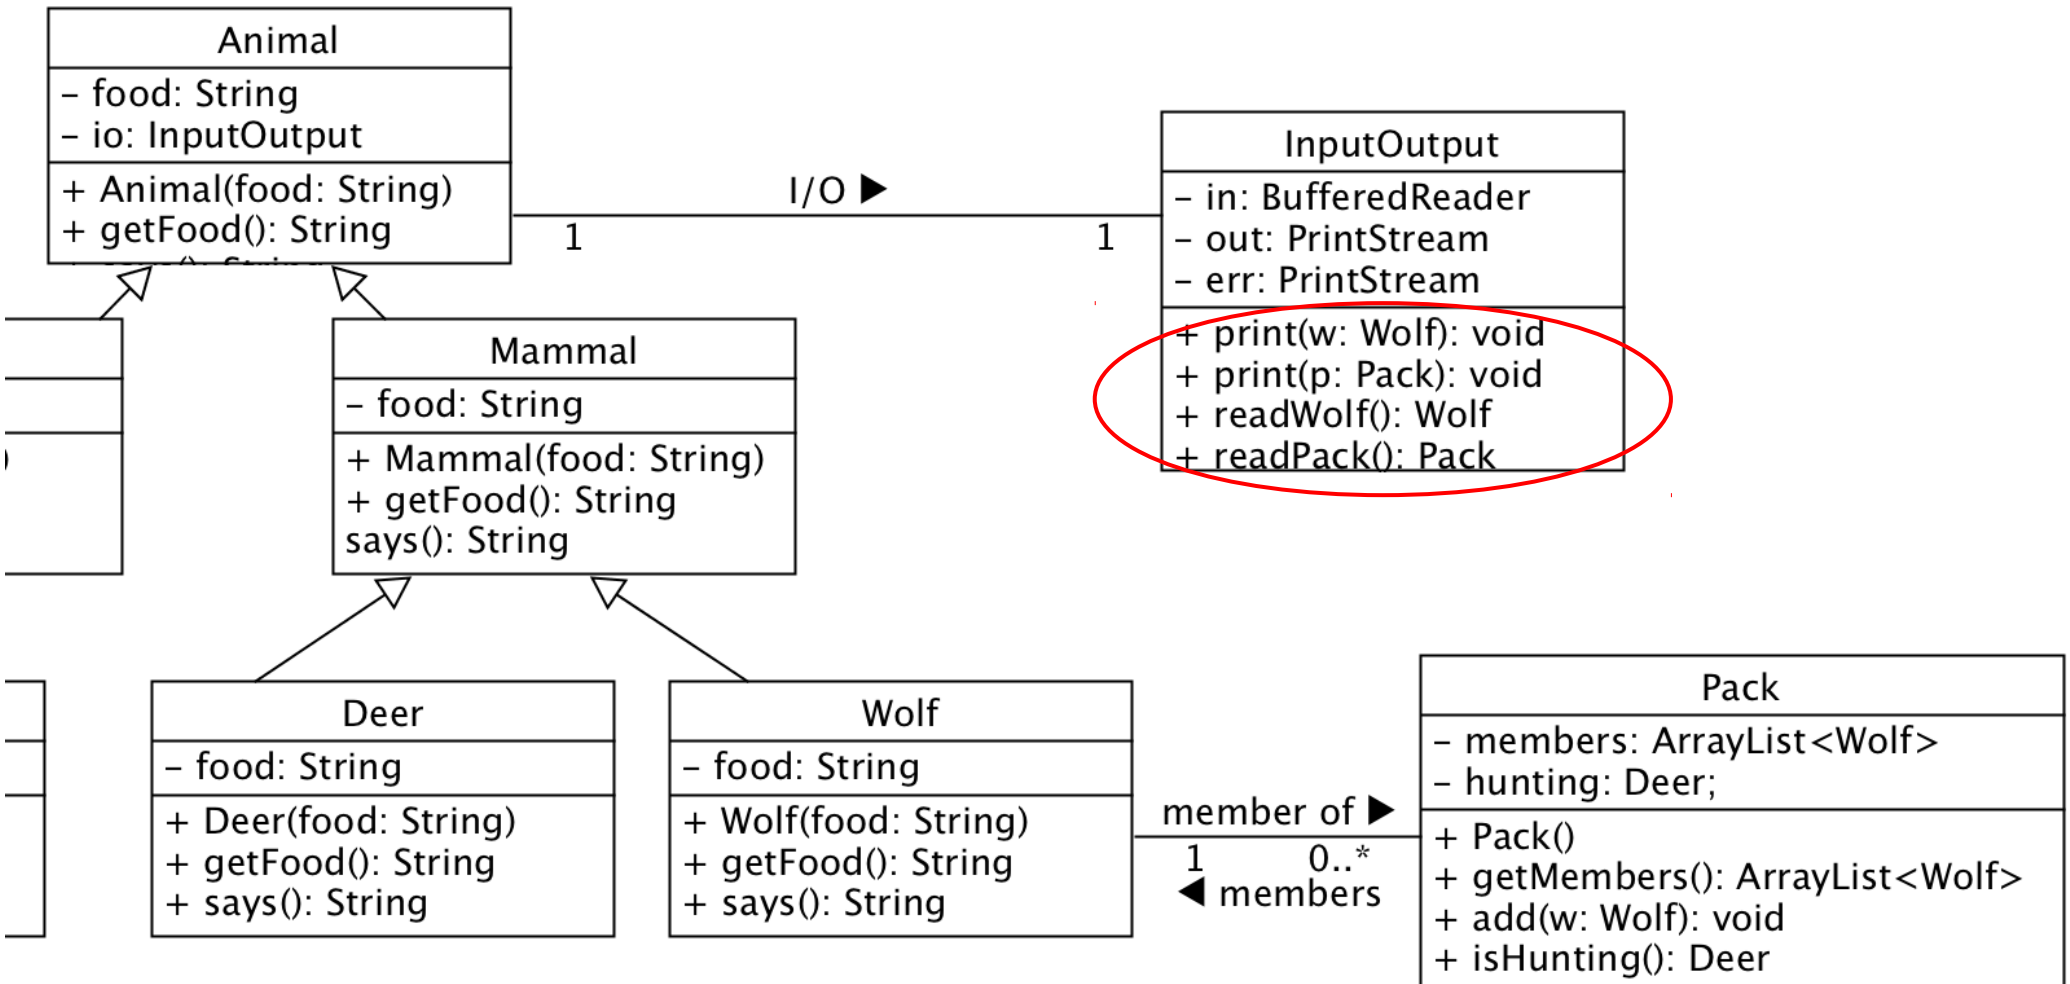 Animal
– food: String
– io: InputOutput
+ Animal(food: String)
+ getFood(): String
I/O ▶
1
1
InputOutput
– in: BufferedReader
– out: PrintStream
– err: PrintStream
+ print(w: Wolf): void
+ print(p: Pack): void
+ readWolf(): Wolf
+ readPack(): Pack
)
Mammal
– food: String
+ Mammal(food: String)
+ getFood(): String
says(): String
Deer
– food: String
+ Deer(food: String)
+ getFood(): String
+ says(): String
Wolf
– food: String
+ Wolf(food: String)
+ getFood(): String
+ says(): String
member of ▶
1
0..*
◀ members
Pack
– members: ArrayList<Wolf>
– hunting: Deer;
+ Pack()
+ getMembers(): ArrayList<Wolf>
+ add(w: Wolf): void
+ isHunting(): Deer